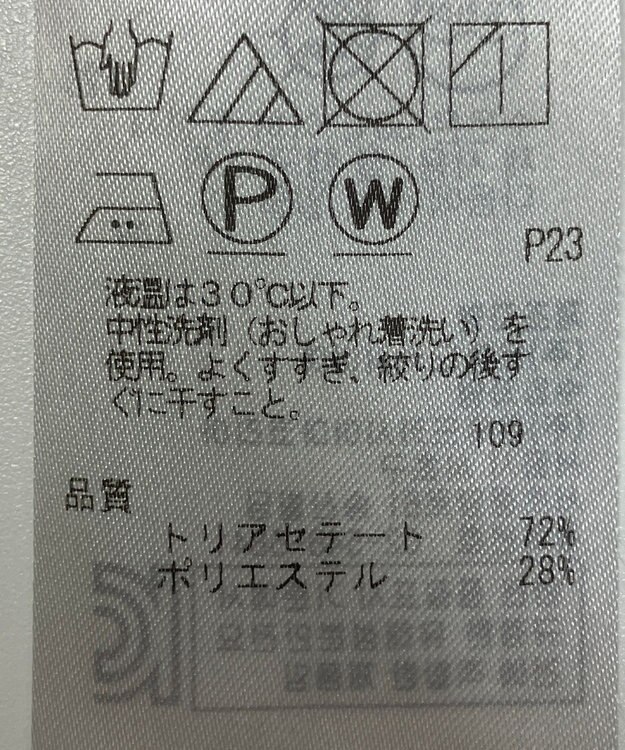 P
W
P23
液温は30℃以下。
中性洗剤（おしゃれ着洗い）を
使用。よくすすぎ、絞りの後す
ぐに干すこと。
109
品質
トリアセテート 72%
ポリエステル 28%